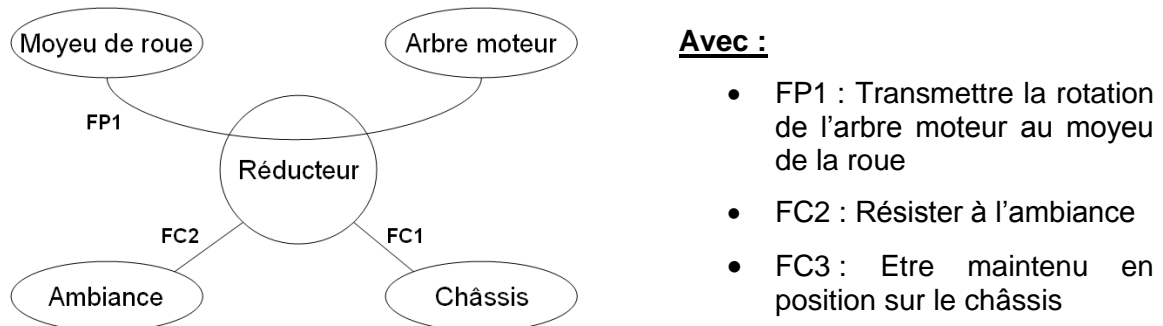 Moyeu de roue
Arbre moteur
FP1
Réducteur
FC2
FC1
Ambiance
Châssis
Avec :
• FP1 : Transmettre la rotation
de l’arbre moteur au moyeu
de la roue
• FC2 : Résister à l’ambiance
• FC3 : Etre maintenu en
position sur le châssis